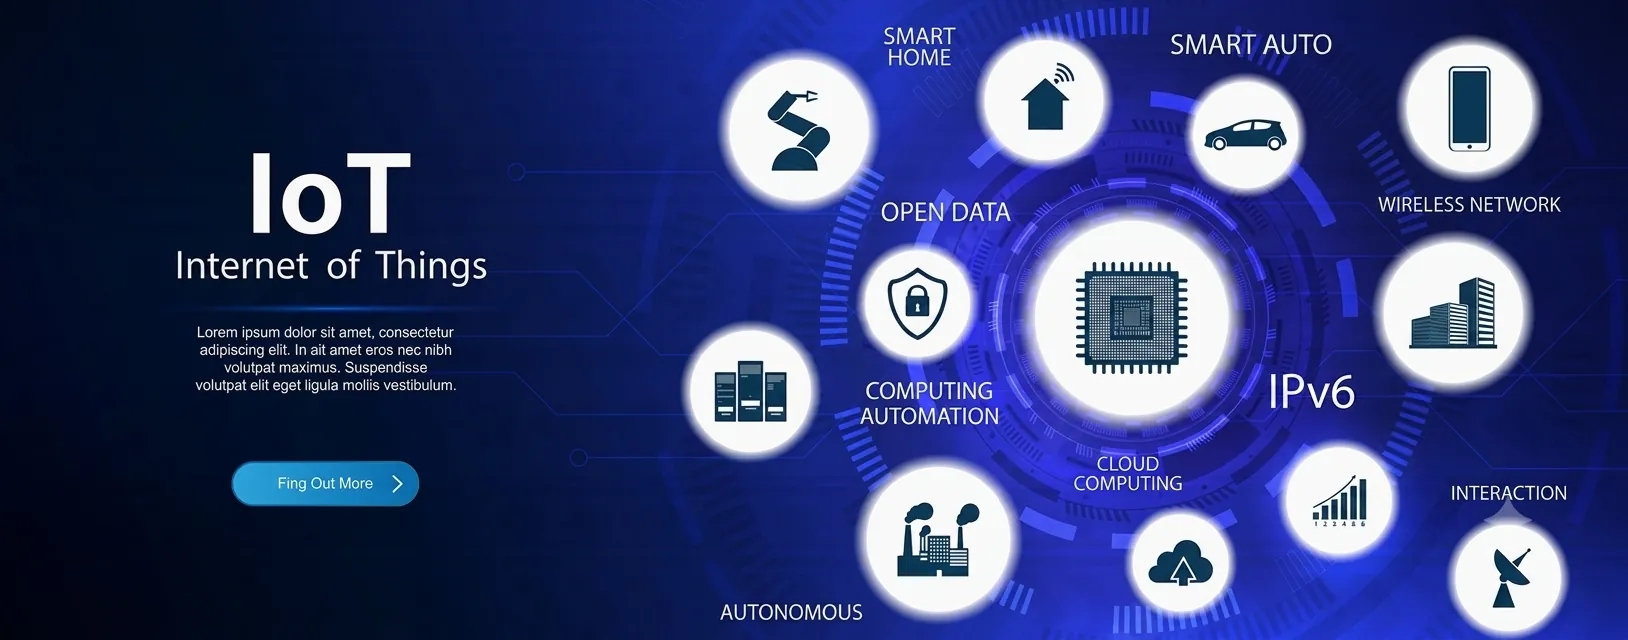 IoT
Internet of Things
Lorem ipsum dolor sit amet, consectetur
adipiscing elit. In ait amet eros nec nibh
volutpat maximus. Suspendisse
volutpat elit eget ligula mollis vestibulum.
Fing Out More
SMART
HOME
SMART AUTO
WIRELESS NETWORK
OPEN DATA
COMPUTING
AUTOMATION
IPv6
CLOUD
COMPUTING
INTERACTION
AUTONOMOUS